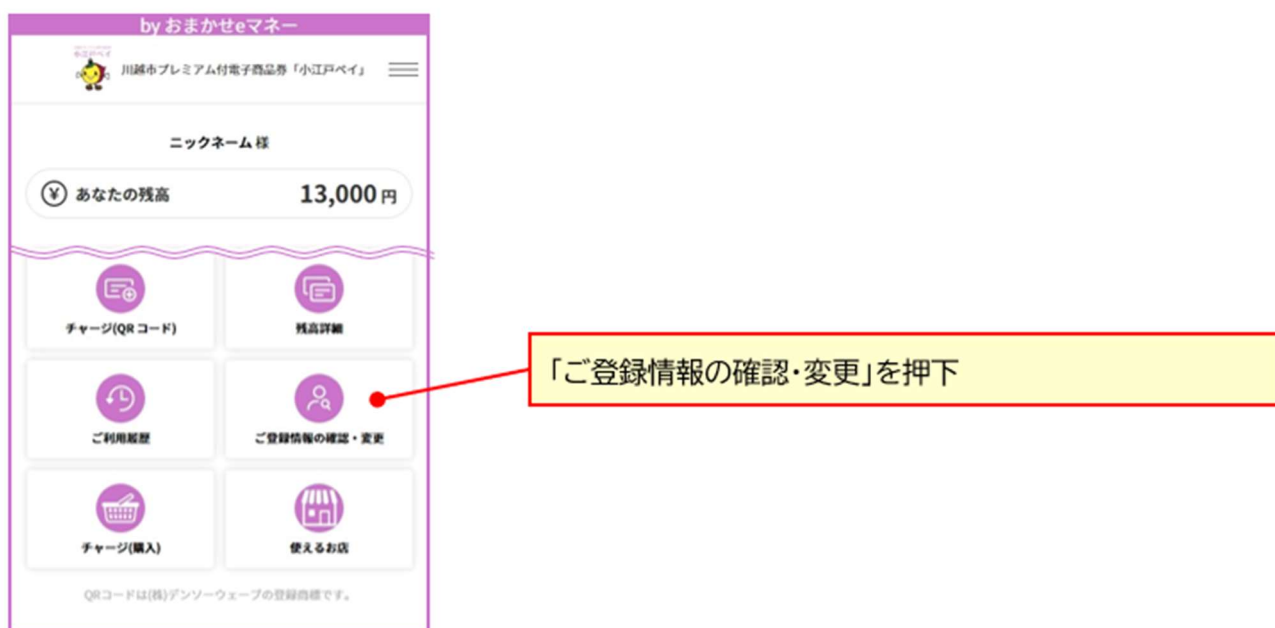 by おまかせeマネー
小江戸ペイ
川越市プレミアム付電子商品券「小江戸ペイ」
ニックネーム 様
あなたの残高 13,000 円
チャージ(QRコード)
残高詳細
「ご登録情報の確認・変更」を押下
ご利用履歴
ご登録情報の確認・変更
チャージ(購入)
使えるお店
QRコードは(株)デンソーウェーブの登録商標です。